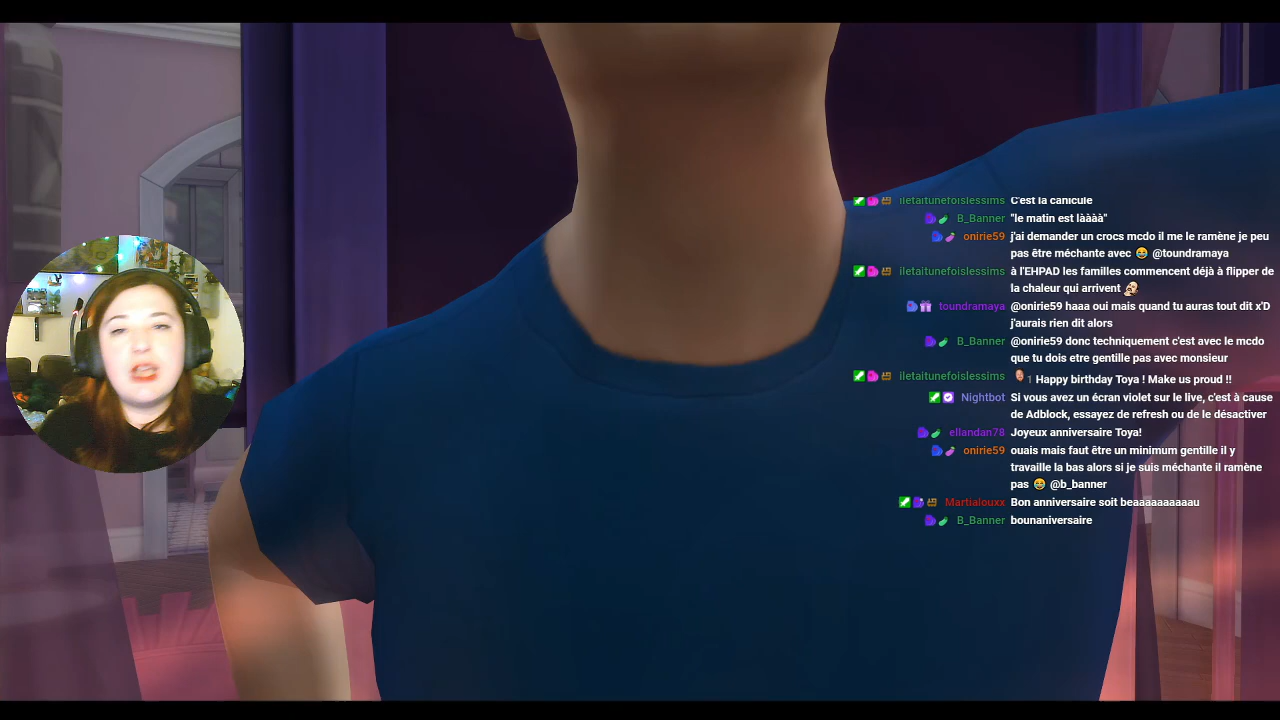 iletaitunefoislessims C'est la canicule
B_Banner "le matin est lààààà"
onirie59 j'ai demander un crocs mcdo il me le ramène je peu
pas être méchante avec 😂 @toundramaya
iletaitunefoislessims à l'EHPAD les familles commencent déjà à flipper de
la chaleur qui arrivent
toundramaya @onirie59 haaa oui mais quand tu auras tout dit x'D
j'aurais rien dit alors
B_Banner @onirie59 donc techniquement c'est avec le mcdo
que tu dois etre gentille pas avec monsieur
iletaitunefoislessims 1 Happy birthday Toya ! Make us proud !!
Nightbot Si vous avez un écran violet sur le live, c'est à cause
de Adblock, essayez de refresh ou de le désactiver
ellandan78 Joyeux anniversaire Toya!
onirie59 ouais mais faut être un minimum gentille il y
travaille la bas alors si je suis méchante il ramène
pas 😂 @b_banner
Martialouxx Bon anniversaire soit beaaaaaaaaaau
B_Banner bounaniversaire